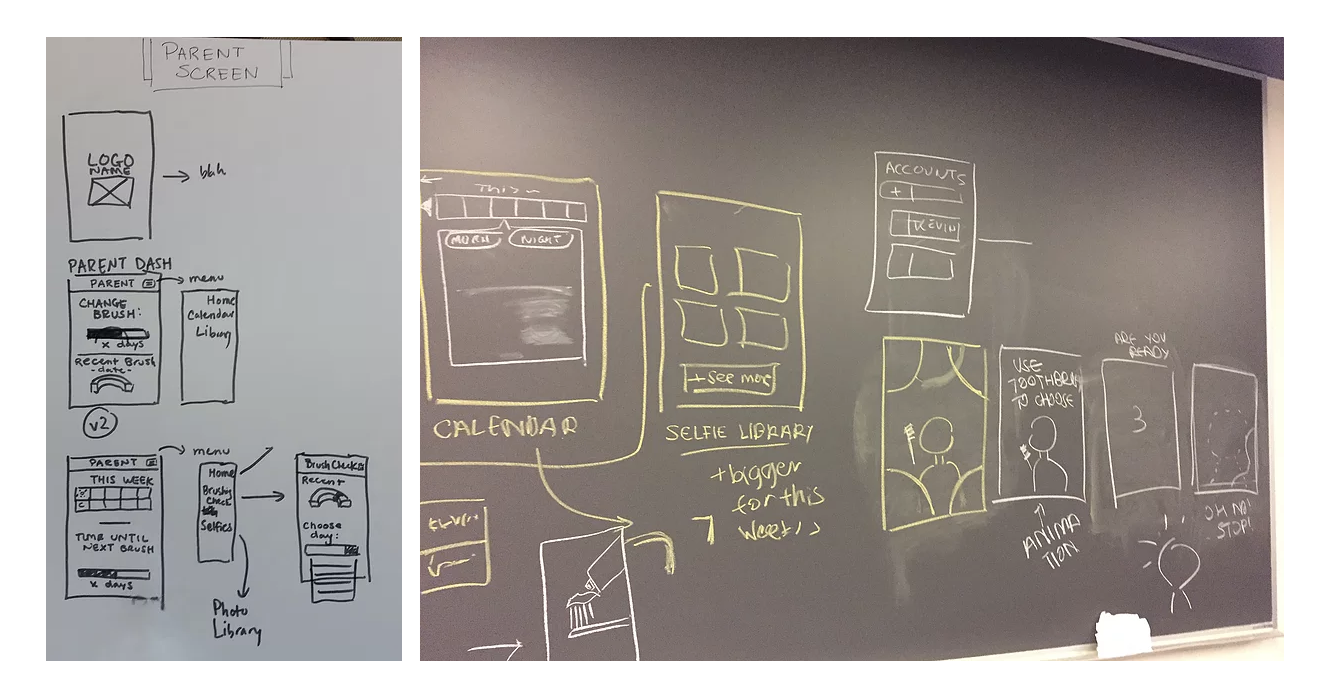 PARENT
SCREEN
LOGO
NAME
blah
PARENT DASH
PARENT
menu
CHANGE
BRUSH:
x days
Recent Brush
-date-
Home
Calendar
Library
v2
menu
PARENT
THIS WEEK
TIME UNTIL
NEXT BRUSH
x days
Home
Brushing
Check
Selfies
Photo
Library
Brush Check
Recent
Choose
day:
This
MORN
NIGHT
CALENDAR
+ See more
SELFIE LIBRARY
+bigger
for this
week!
7
ACCOUNTS
+
KEVIN
USE
TOOTHBRUSH
TO CHOOSE
ANIMA
TION
ARE YOU
READY
3
OH NO!
STOP!